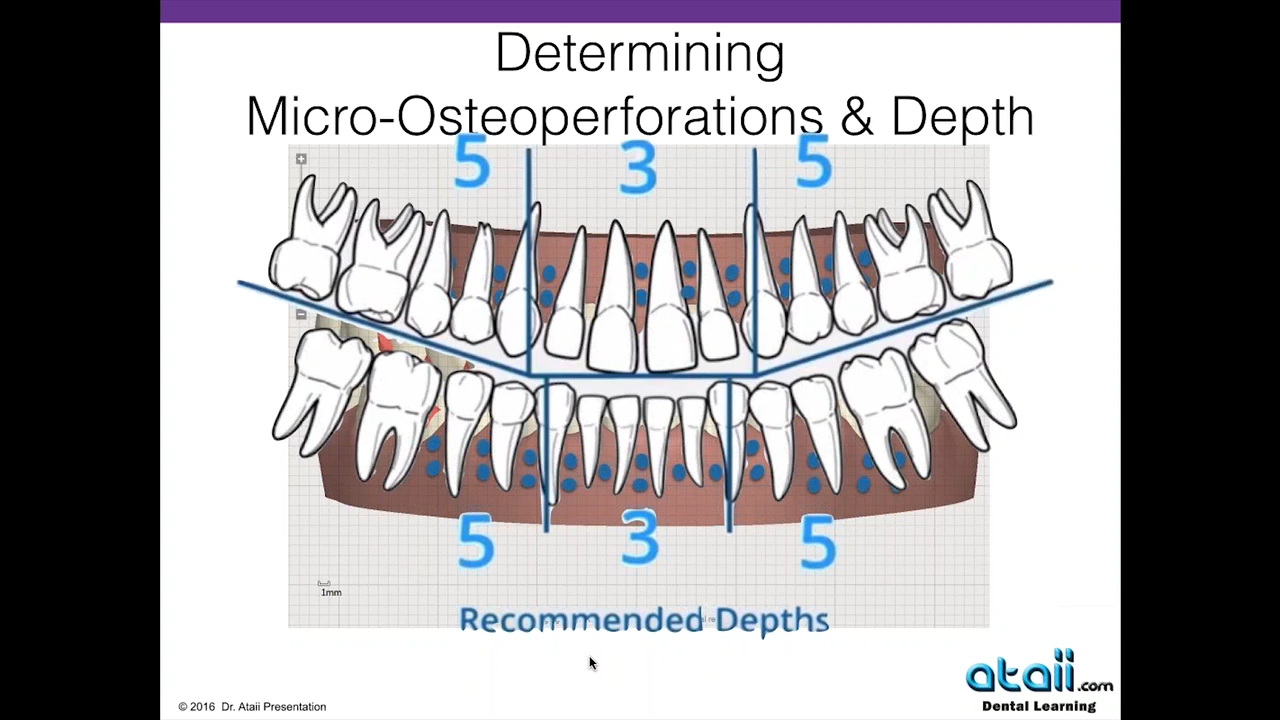 Determining
Micro-Osteoperforations & Depth
5 3 5
5 3 5
1mm
Recommended Depths
ataii.com
Dental Learning
© 2016 Dr. Ataii Presentation